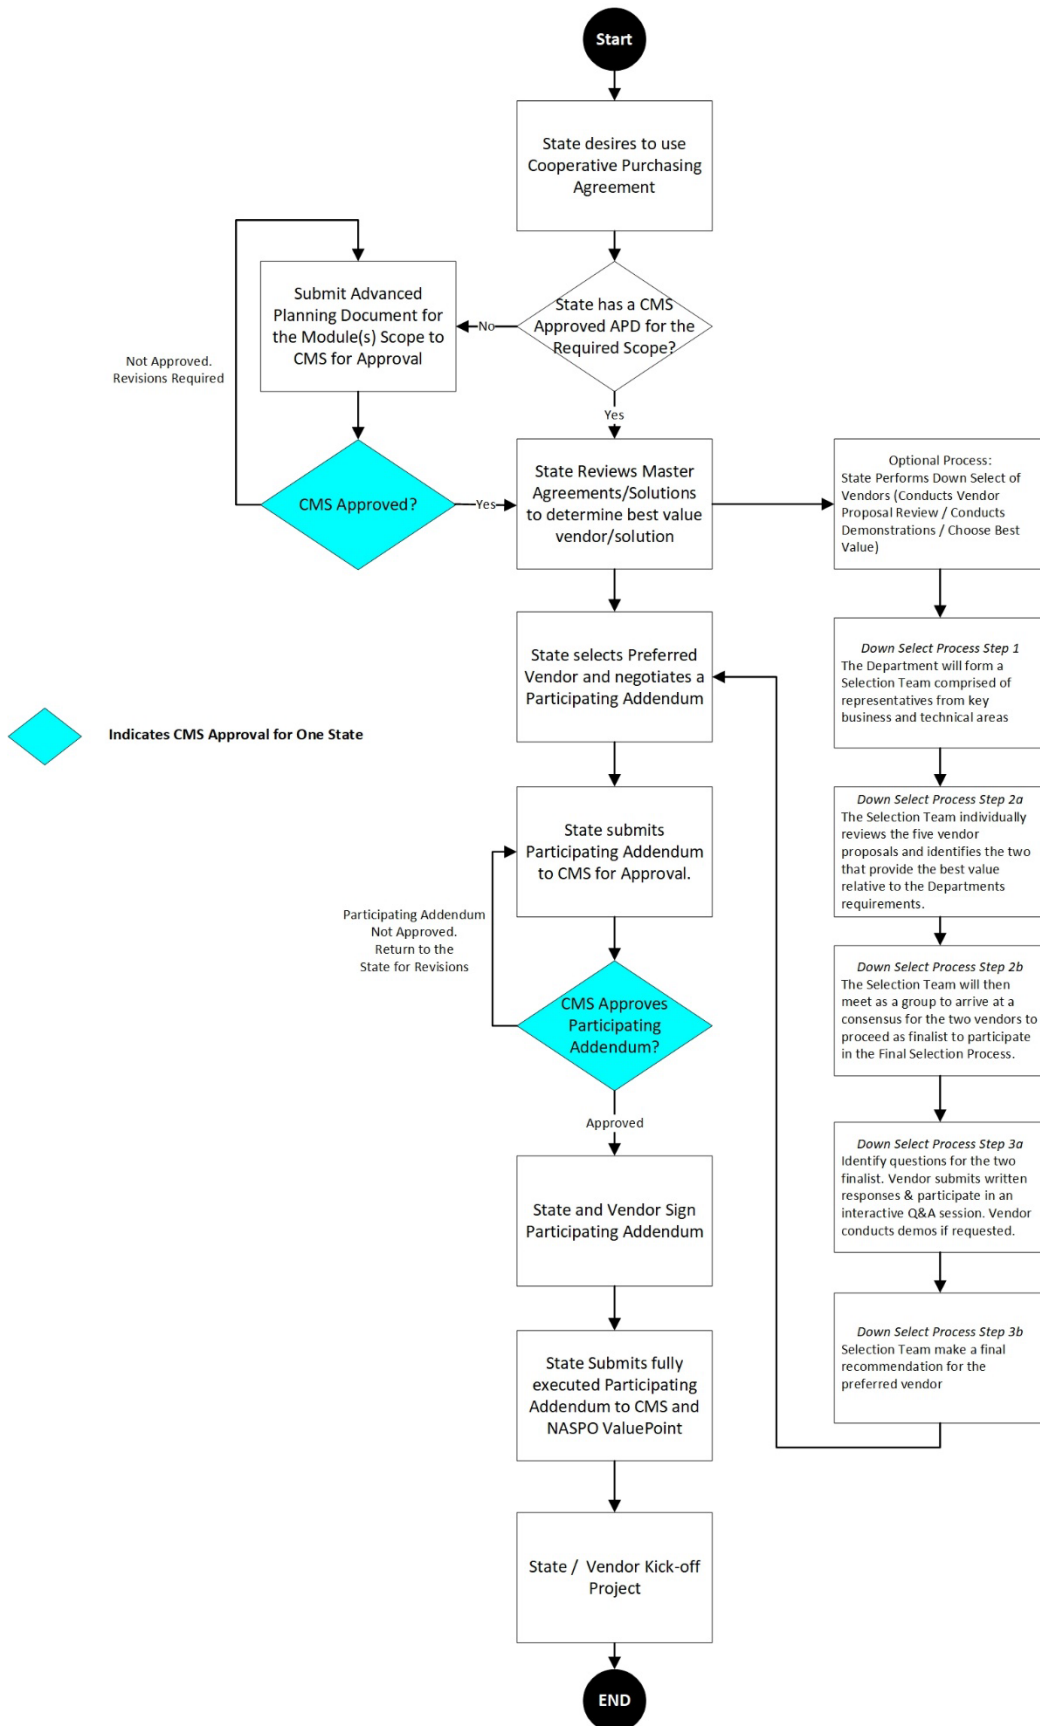 Start
State desires to use
Cooperative Purchasing
Agreement
State has a CMS
Approved APD for the
Required Scope?
No
Submit Advanced
Planning Document for
the Module(s) Scope to
CMS for Approval
Not Approved.
Revisions Required
Yes
CMS Approved?
Yes
State Reviews Master
Agreements/Solutions
to determine best value
vendor/solution
Optional Process:
State Performs Down Select of
Vendors (Conducts Vendor
Proposal Review / Conducts
Demonstrations / Choose Best
Value)
State selects Preferred
Vendor and negotiates a
Participating Addendum
Down Select Process Step 1
The Department will form a
Selection Team comprised of
representatives from key
business and technical areas
Indicates CMS Approval for One State
State submits
Participating Addendum
to CMS for Approval.
Down Select Process Step 2a
The Selection Team individually
reviews the five vendor
proposals and identifies the two
that provide the best value
relative to the Departments
requirements.
Participating Addendum
Not Approved.
Return to the
State for Revisions
CMS Approves
Participating
Addendum?
Down Select Process Step 2b
The Selection Team will then
meet as a group to arrive at a
consensus for the two vendors to
proceed as finalist to participate
in the Final Selection Process.
Approved
State and Vendor Sign
Participating Addendum
Down Select Process Step 3a
Identify questions for the two
finalist. Vendor submits written
responses & participate in an
interactive Q&A session. Vendor
conducts demos if requested.
State Submits fully
executed Participating
Addendum to CMS and
NASPO ValuePoint
Down Select Process Step 3b
Selection Team make a final
recommendation for the
preferred vendor
State /  Vendor Kick-off
Project
END